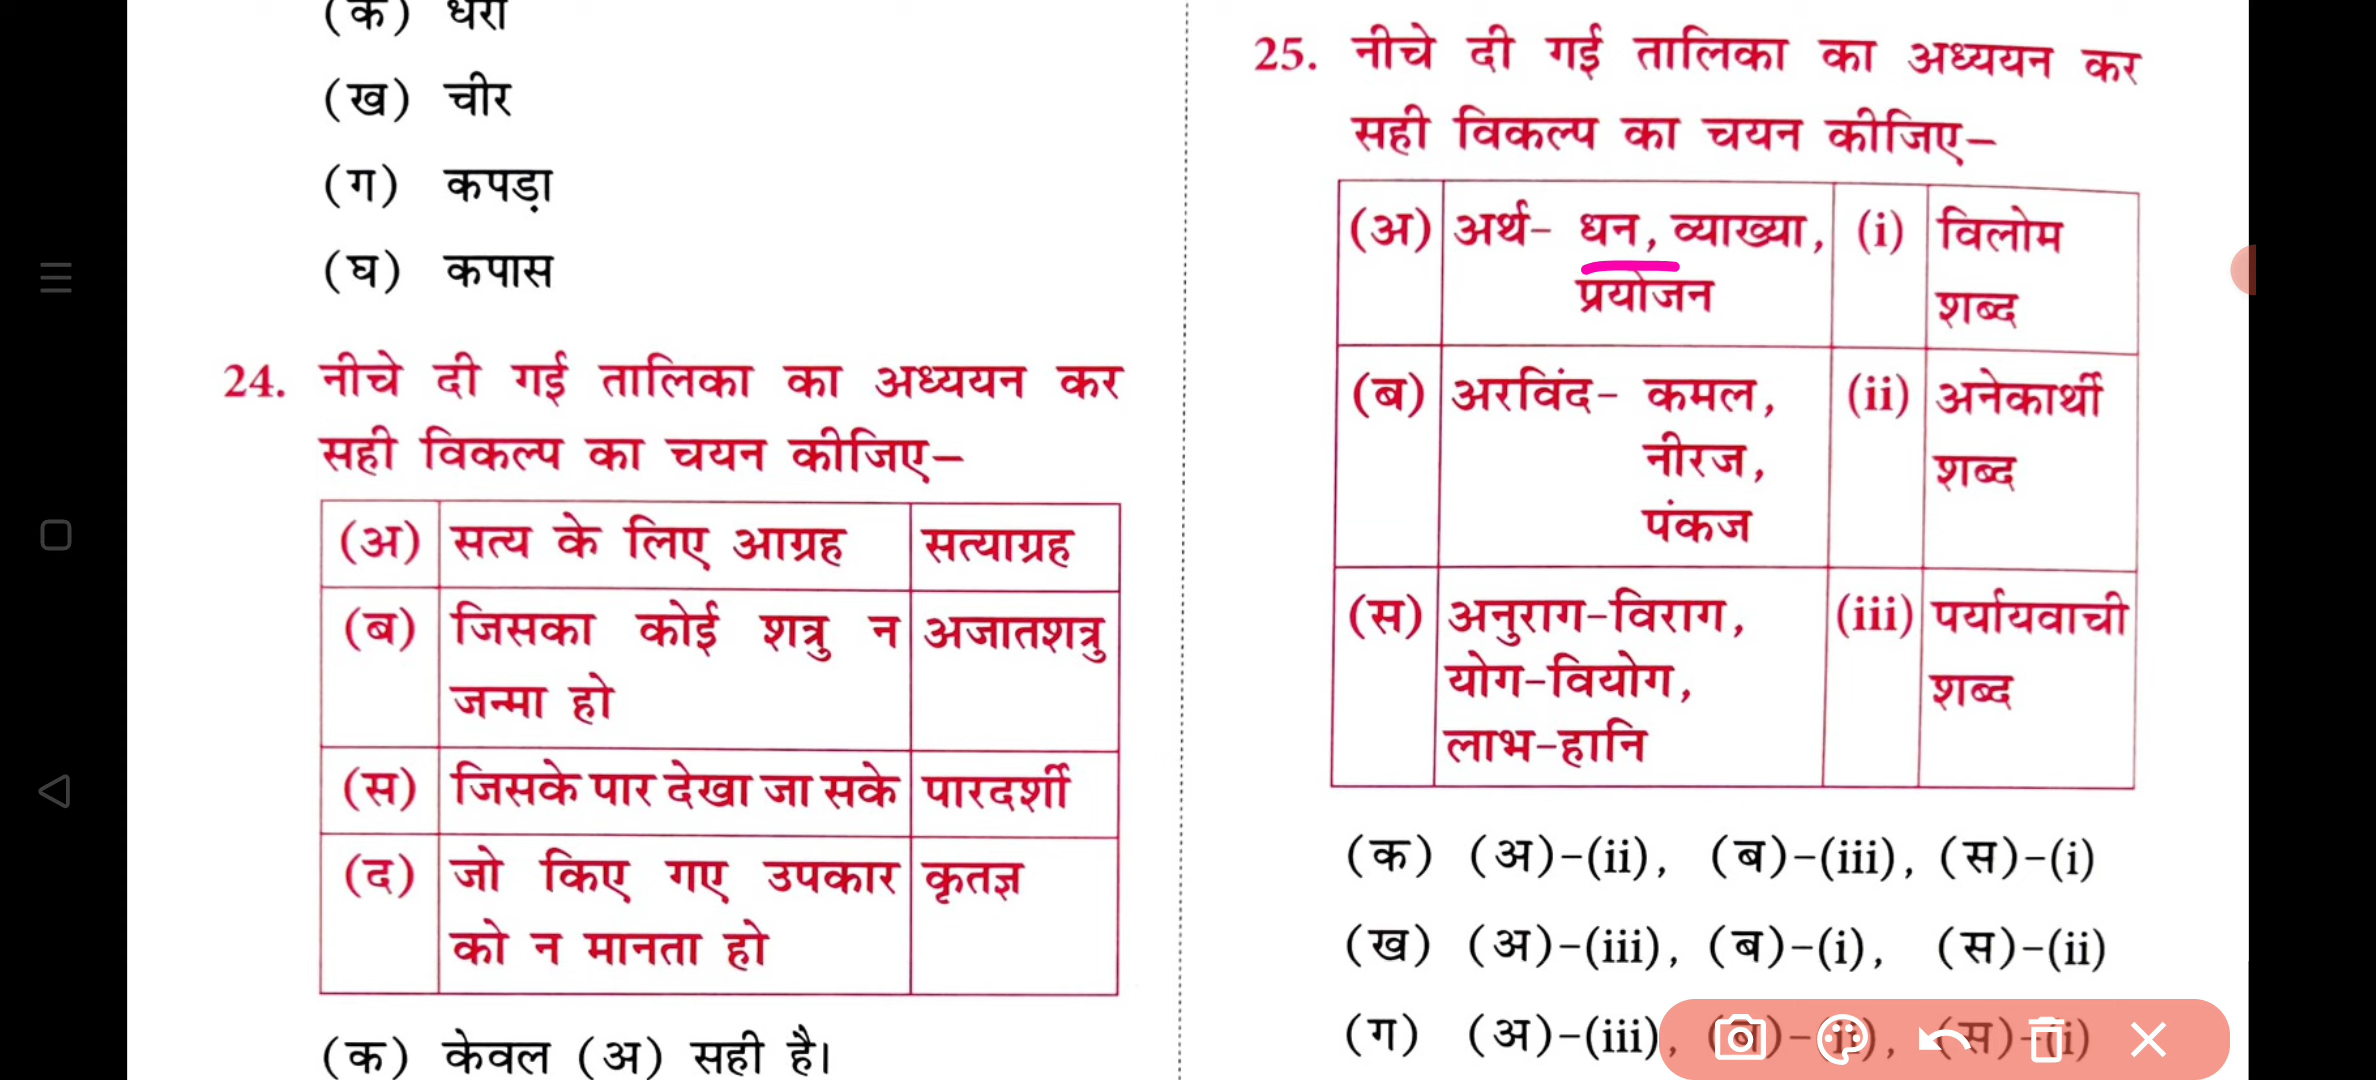 (क) धरा
(ख) चीर
(ग) कपड़ा
(घ) कपास
24. नीचे दी गई तालिका का अध्ययन कर
सही विकल्प का चयन कीजिए–
(अ) सत्य के लिए आग्रह सत्याग्रह
(ब) जिसका कोई शत्रु न अजातशत्रु
जन्मा हो
(स) जिसके पार देखा जा सके पारदर्शी
(द) जो किए गए उपकार कृतज्ञ
को न मानता हो
(क) केवल (अ) सही है।
25. नीचे दी गई तालिका का अध्ययन कर
सही विकल्प का चयन कीजिए–
(अ) अर्थ– धन, व्याख्या, (i) विलोम
प्रयोजन शब्द
(ब) अरविंद– कमल, (ii) अनेकार्थी
नीरज, शब्द
पंकज
(स) अनुराग–विराग, (iii) पर्यायवाची
योग–वियोग, शब्द
लाभ–हानि
(क) (अ)–(ii), (ब)–(iii), (स)–(i)
(ख) (अ)–(iii), (ब)–(i), (स)–(ii)
(ग) (अ)–(iii), (ब)–(ii), (स)–(i)